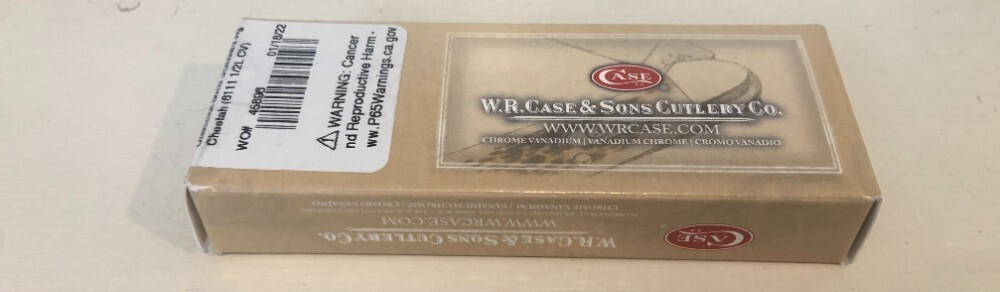 Cheetah (6111 1/2L CV)
01/18/22
WO# 45896
⚠WARNING: Cancer
nd Reproductive Harm -
ww.P65Warnings.ca.gov
CASE
W.R. CASE & SONS CUTLERY CO.
WWW.WRCASE.COM
CHROME VANADIUM | VANADIUM CHROME | CROMO VANADIO
CASE
W.R. CASE & SONS CUTLERY CO.
WWW.WRCASE.COM
CHROME VANADIUM | VANADIUM CHROME | CROMO VANADIO